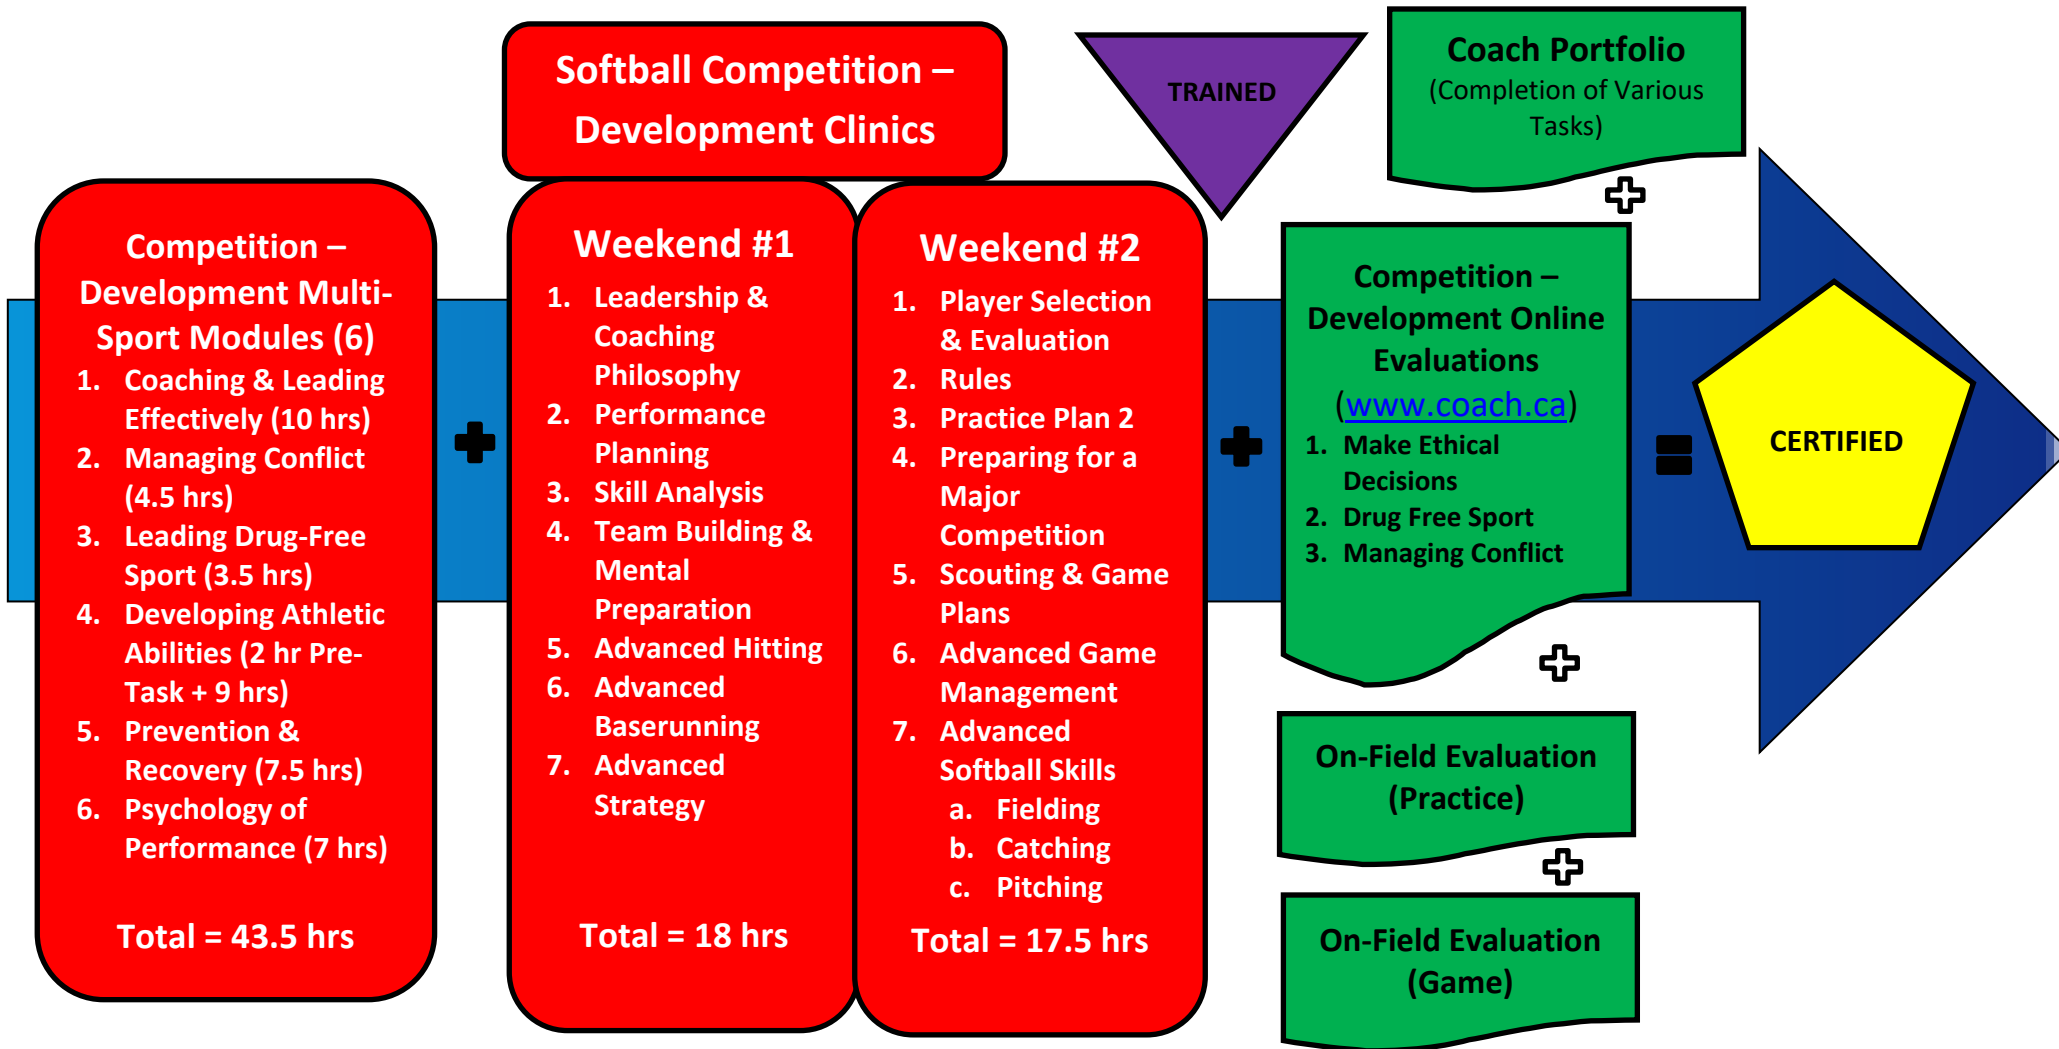 Softball Competition –
Development Clinics
TRAINED
Coach Portfolio
(Completion of Various
Tasks)
Competition –
Development Multi-
Sport Modules (6)
1. Coaching & Leading
Effectively (10 hrs)
2. Managing Conflict
(4.5 hrs)
3. Leading Drug-Free
Sport (3.5 hrs)
4. Developing Athletic
Abilities (2 hr Pre-
Task + 9 hrs)
5. Prevention &
Recovery (7.5 hrs)
6. Psychology of
Performance (7 hrs)
Total = 43.5 hrs
Weekend #1
1. Leadership &
Coaching
Philosophy
2. Performance
Planning
3. Skill Analysis
4. Team Building &
Mental
Preparation
5. Advanced Hitting
6. Advanced
Baserunning
7. Advanced
Strategy
Total = 18 hrs
Weekend #2
1. Player Selection
& Evaluation
2. Rules
3. Practice Plan 2
4. Preparing for a
Major
Competition
5. Scouting & Game
Plans
6. Advanced Game
Management
7. Advanced
Softball Skills
a. Fielding
b. Catching
c. Pitching
Total = 17.5 hrs
Competition –
Development Online
Evaluations
(www.coach.ca)
1. Make Ethical
Decisions
2. Drug Free Sport
3. Managing Conflict
On-Field Evaluation
(Practice)
On-Field Evaluation
(Game)
CERTIFIED